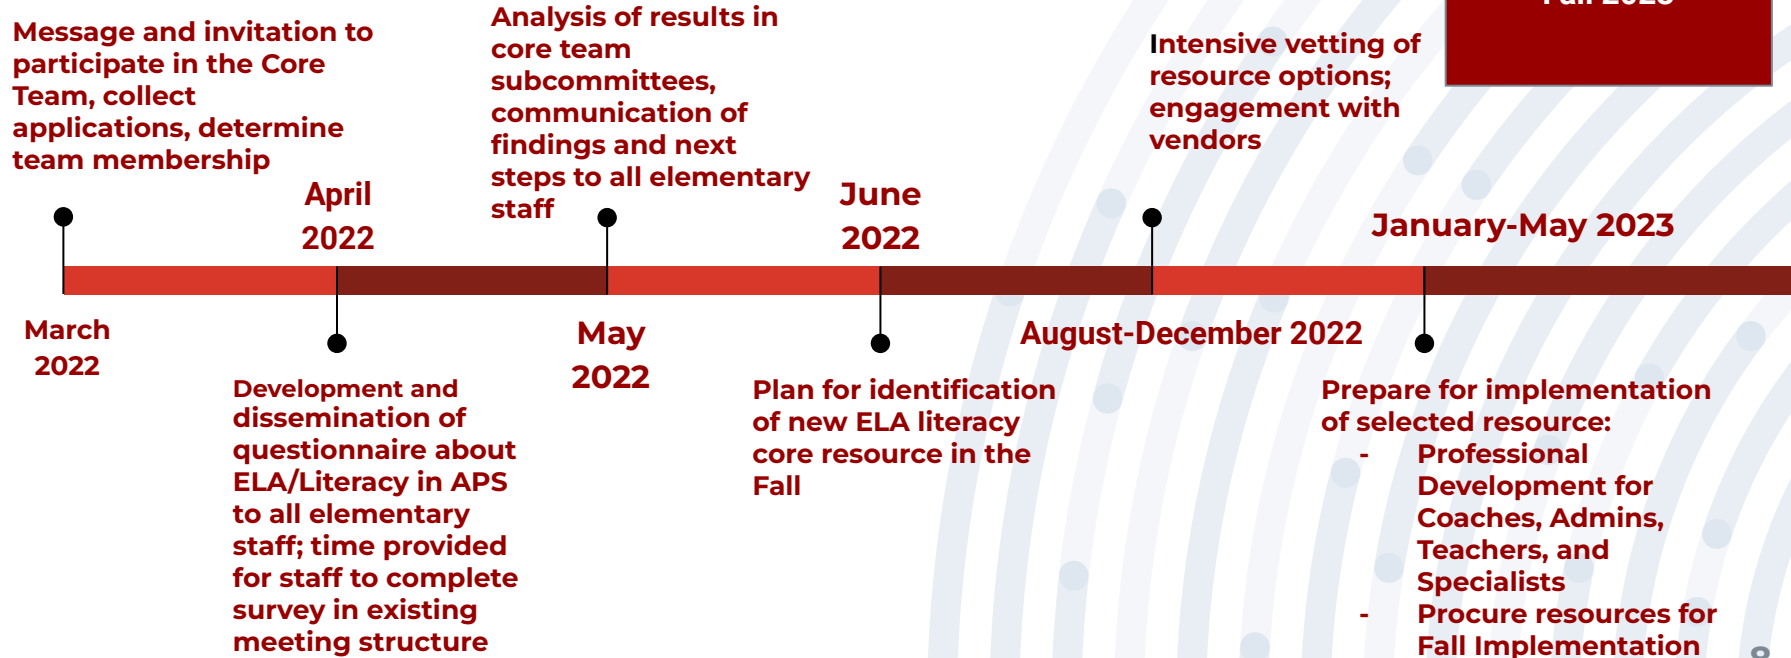 Message and invitation to
participate in the Core
Team, collect
applications, determine
team membership
March
2022
April
2022
Development and
dissemination of
questionnaire about
ELA/Literacy in APS
to all elementary
staff; time provided
for staff to complete
survey in existing
meeting structure
Analysis of results in
core team
subcommittees,
communication of
findings and next
steps to all elementary
staff
May
2022
June
2022
Plan for identification
of new ELA literacy
core resource in the
Fall
Intensive vetting of
resource options;
engagement with
vendors
August-December 2022
Fall 2023
January-May 2023
Prepare for implementation
of selected resource:
- Professional
Development for
Coaches, Admins,
Teachers, and
Specialists
- Procure resources for
Fall Implementation
8